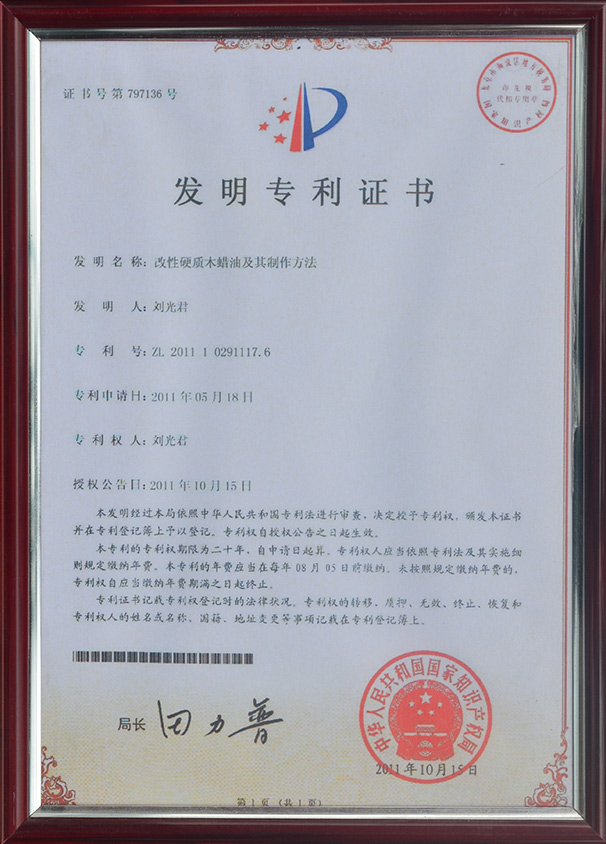 证书号第797136号
发明专利证书
发明名称：改性硬质木蜡油及其制作方法
发明人：刘光君
专利号：ZL 2011 1 0291117.6
专利申请日：2011年05月18日
专利权人：刘光君
授权公告日：2011年10月15日
本发明经过本局依照中华人民共和国专利法进行审查，决定授予专利权，颁发本证书
并在专利登记簿上予以登记。专利权自授权公告之日起生效。
本专利的专利权期限为二十年，自申请日起算。专利权人应当依照专利法及其实施细
则规定缴纳年费。本专利的年费应当在每年08月05日前缴纳。未按照规定缴纳年费的，
专利权自应当缴纳年费期满之日起终止。
专利证书记载专利权登记时的法律状况。专利权的转移、质押、无效、终止、恢复和
专利权人的姓名或名称、国籍、地址变更等事项记载在专利登记簿上。
局长
田力普
中华人民共和国国家知识产权局
2011年10月15日
第1页（共1页）